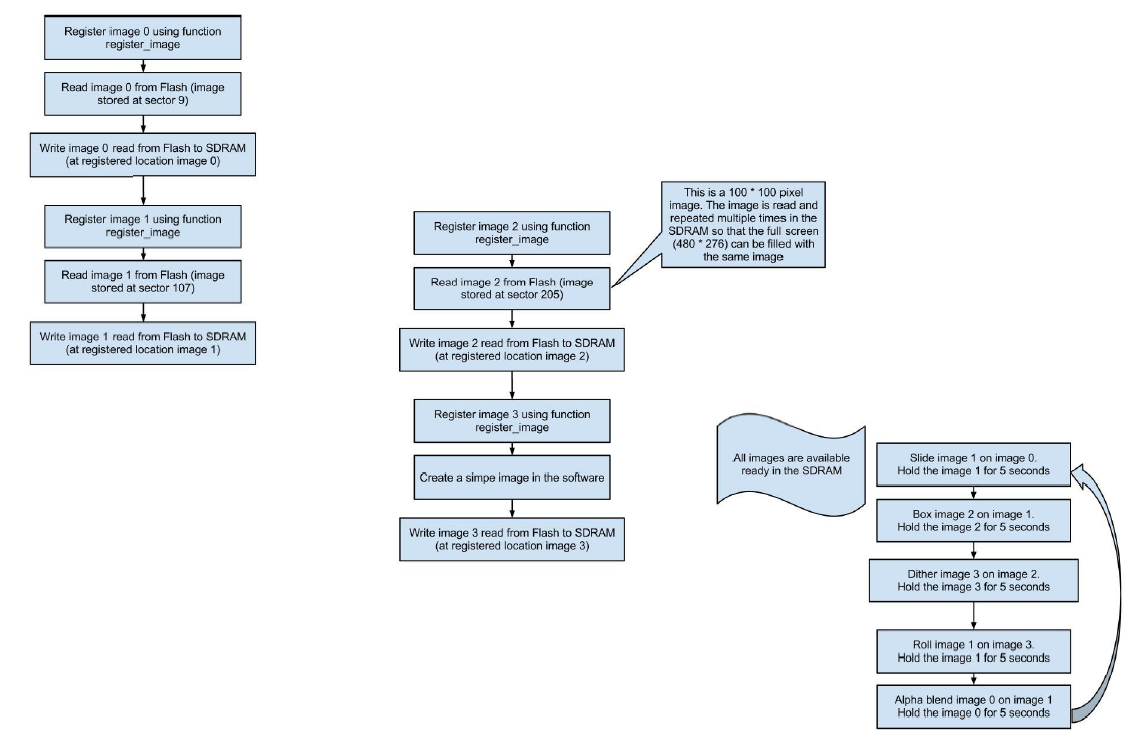 Register image 0 using function
register_image
Read image 0 from Flash (image
stored at sector 9)
Write image 0 read from Flash to SDRAM
(at registered location image 0)
Register image 1 using function
register_image
Read image 1 from Flash (image
stored at sector 107)
Write image 1 read from Flash to SDRAM
(at registered location image 1)
Register image 2 using function
register_image
Read image 2 from Flash (image
stored at sector 205)
This is a 100 * 100 pixel
image. The image is read and
repeated multiple times in the
SDRAM so that the full screen
(480 * 276) can be filled with
the same image
Write image 2 read from Flash to SDRAM
(at registered location image 2)
Register image 3 using function
register_image
Create a simpe image in the software
Write image 3 read from Flash to SDRAM
(at registered location image 3)
All images are available
ready in the SDRAM
Slide image 1 on image 0.
Hold the image 1 for 5 seconds
Box image 2 on image 1.
Hold the image 2 for 5 seconds
Dither image 3 on image 2.
Hold the image 3 for 5 seconds
Roll image 1 on image 3.
Hold the image 1 for 5 seconds
Alpha blend image 0 on image 1
Hold the image 0 for 5 seconds